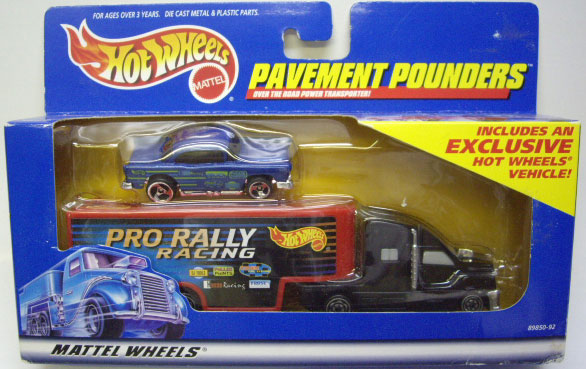 FOR AGES OVER 3 YEARS. DIE CAST METAL & PLASTIC PARTS.
Hot Wheels
MATTEL
PAVEMENT POUNDERS™
OVER THE ROAD POWER TRANSPORTER!
INCLUDES AN
EXCLUSIVE
HOT WHEELS®
VEHICLE!
PRO RALLY
RACING
Hot Wheels
Racing
89850-92
MATTEL WHEELS®